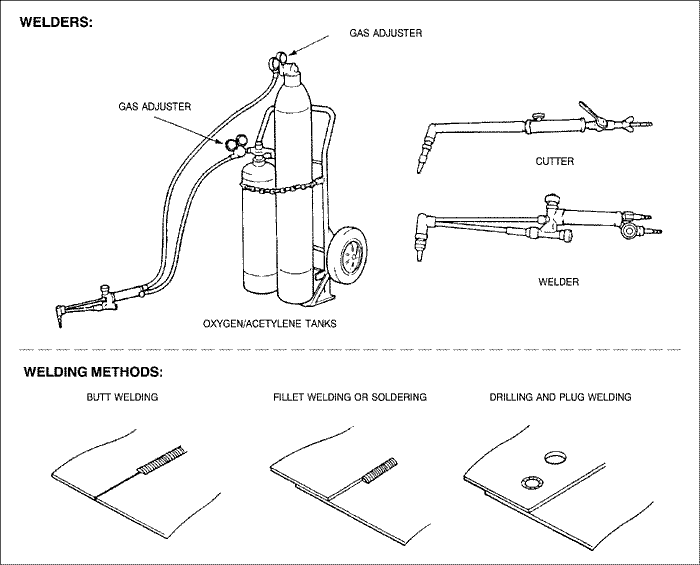 WELDERS:
GAS ADJUSTER
GAS ADJUSTER
CUTTER
WELDER
OXYGEN/ACETYLENE TANKS
WELDING METHODS:
BUTT WELDING
FILLET WELDING OR SOLDERING
DRILLING AND PLUG WELDING